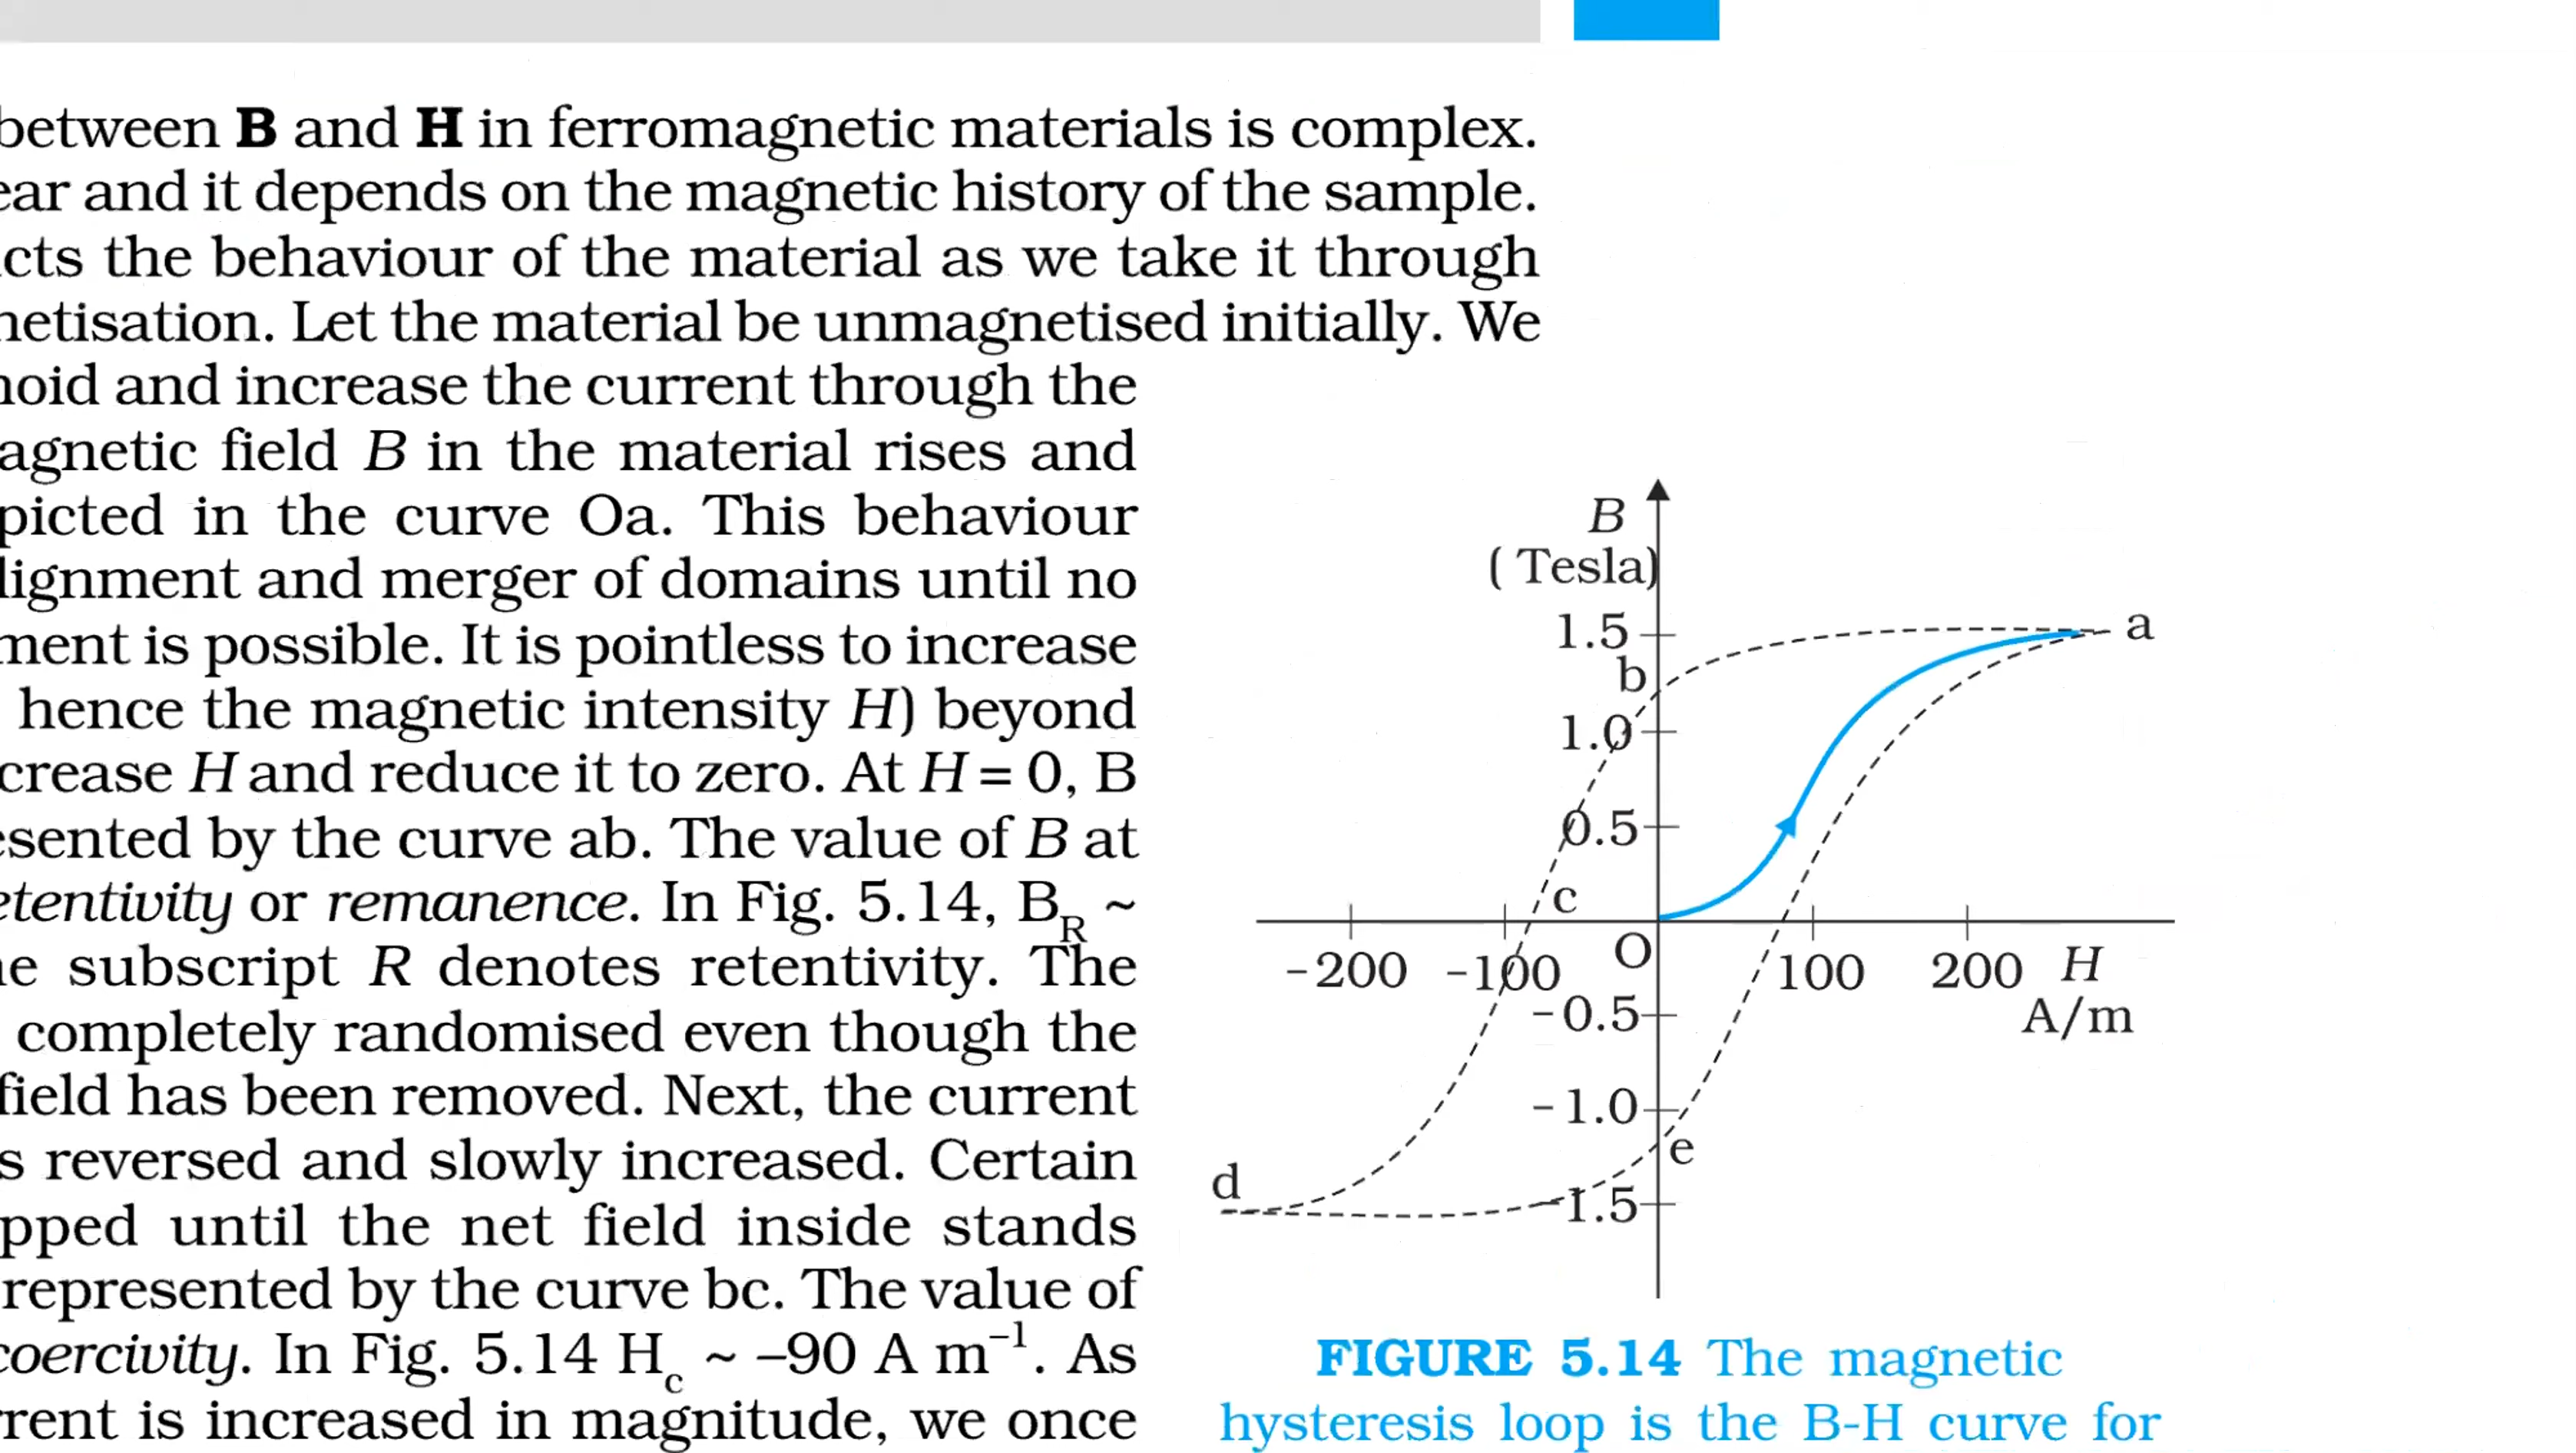 between B and H in ferromagnetic materials is complex.
ear and it depends on the magnetic history of the sample.
cts the behaviour of the material as we take it through
netisation. Let the material be unmagnetised initially. We
noid and increase the current through the
agnetic field B in the material rises and
picted in the curve Oa. This behaviour
lignment and merger of domains until no
ment is possible. It is pointless to increase
hence the magnetic intensity H) beyond
crease H and reduce it to zero. At H = 0, B
esented by the curve ab. The value of B at
etentivity or remanence. In Fig. 5.14, B_R ~
e subscript R denotes retentivity. The
completely randomised even though the
field has been removed. Next, the current
s reversed and slowly increased. Certain
pped until the net field inside stands
represented by the curve bc. The value of
coercivity. In Fig. 5.14 H_c ~ –90 A m⁻¹. As
rent is increased in magnitude, we once
B
( Tesla)
1.5
a
b
1.0
0.5
c
O
-200 -100 100 200 H
A/m
-0.5
-1.0
e
d
-1.5
FIGURE 5.14 The magnetic
hysteresis loop is the B-H curve for